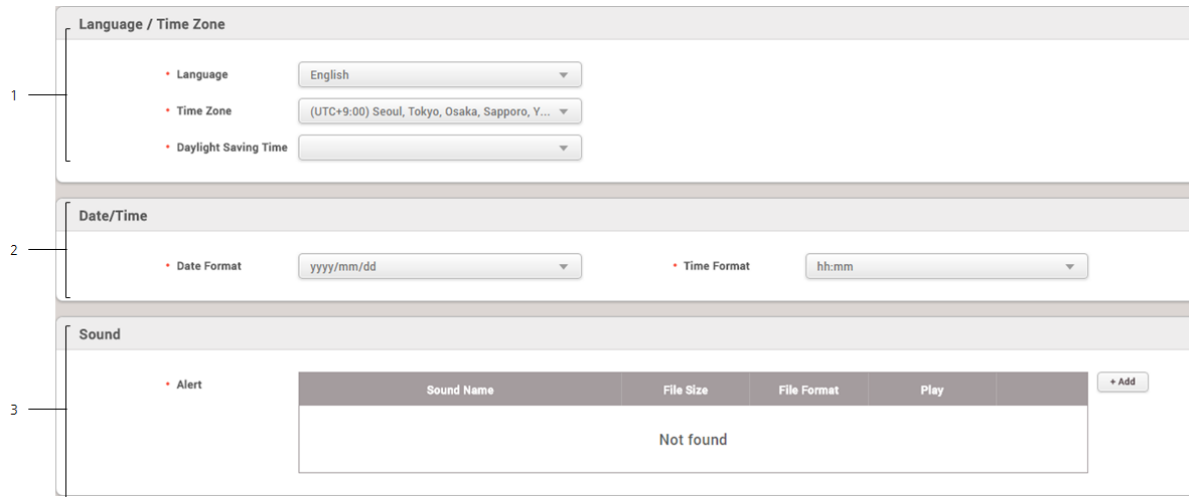 Language / Time Zone
1
• Language English
• Time Zone (UTC+9:00) Seoul, Tokyo, Osaka, Sapporo, Y...
• Daylight Saving Time
Date/Time
2
• Date Format yyyy/mm/dd • Time Format hh:mm
Sound
3
• Alert Sound Name File Size File Format Play + Add
Not found